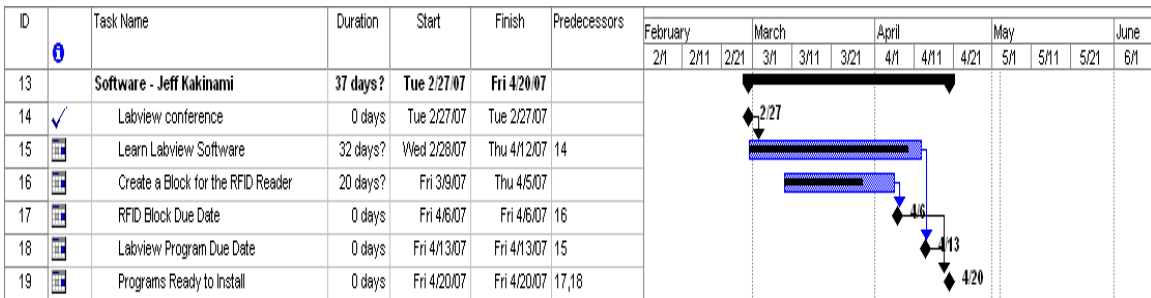 ID Task Name Duration Start Finish Predecessors
February March April May June
2/1 2/11 2/21 3/1 3/11 3/21 4/1 4/11 4/21 5/1 5/11 5/21 6/1
13 Software - Jeff Kakinami 37 days? Tue 2/27/07 Fri 4/20/07
14 Labview conference 0 days Tue 2/27/07 Tue 2/27/07 2/27
15 Learn Labview Software 32 days? Wed 2/28/07 Thu 4/12/07 14
16 Create a Block for the RFID Reader 20 days? Fri 3/9/07 Thu 4/5/07
17 RFID Block Due Date 0 days Fri 4/6/07 Fri 4/6/07 16 4/6
18 Labview Program Due Date 0 days Fri 4/13/07 Fri 4/13/07 15 4/13
19 Programs Ready to Install 0 days Fri 4/20/07 Fri 4/20/07 17,18 4/20